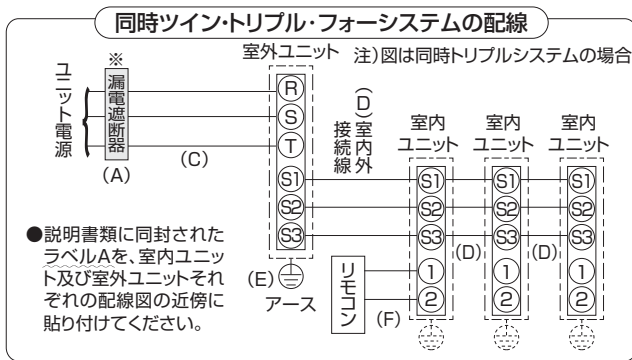 同時ツイン・トリプル・フォーシステムの配線
室外ユニット
注)図は同時トリプルシステムの場合
※
ユニット電源
漏電遮断器
(A)
(C)
R
S
T
S1
S2
S3
(D)室内外
接続線
室内
ユニット
室内
ユニット
室内
ユニット
S1
S2
S3
1
2
S1
S2
S3
1
2
S1
S2
S3
1
2
(D)
(D)
●説明書類に同封された
ラベルAを、室内ユニッ
ト及び室外ユニットそれ
ぞれの配線図の近傍に
貼り付けてください。
(E)
アース
リモコン
(F)